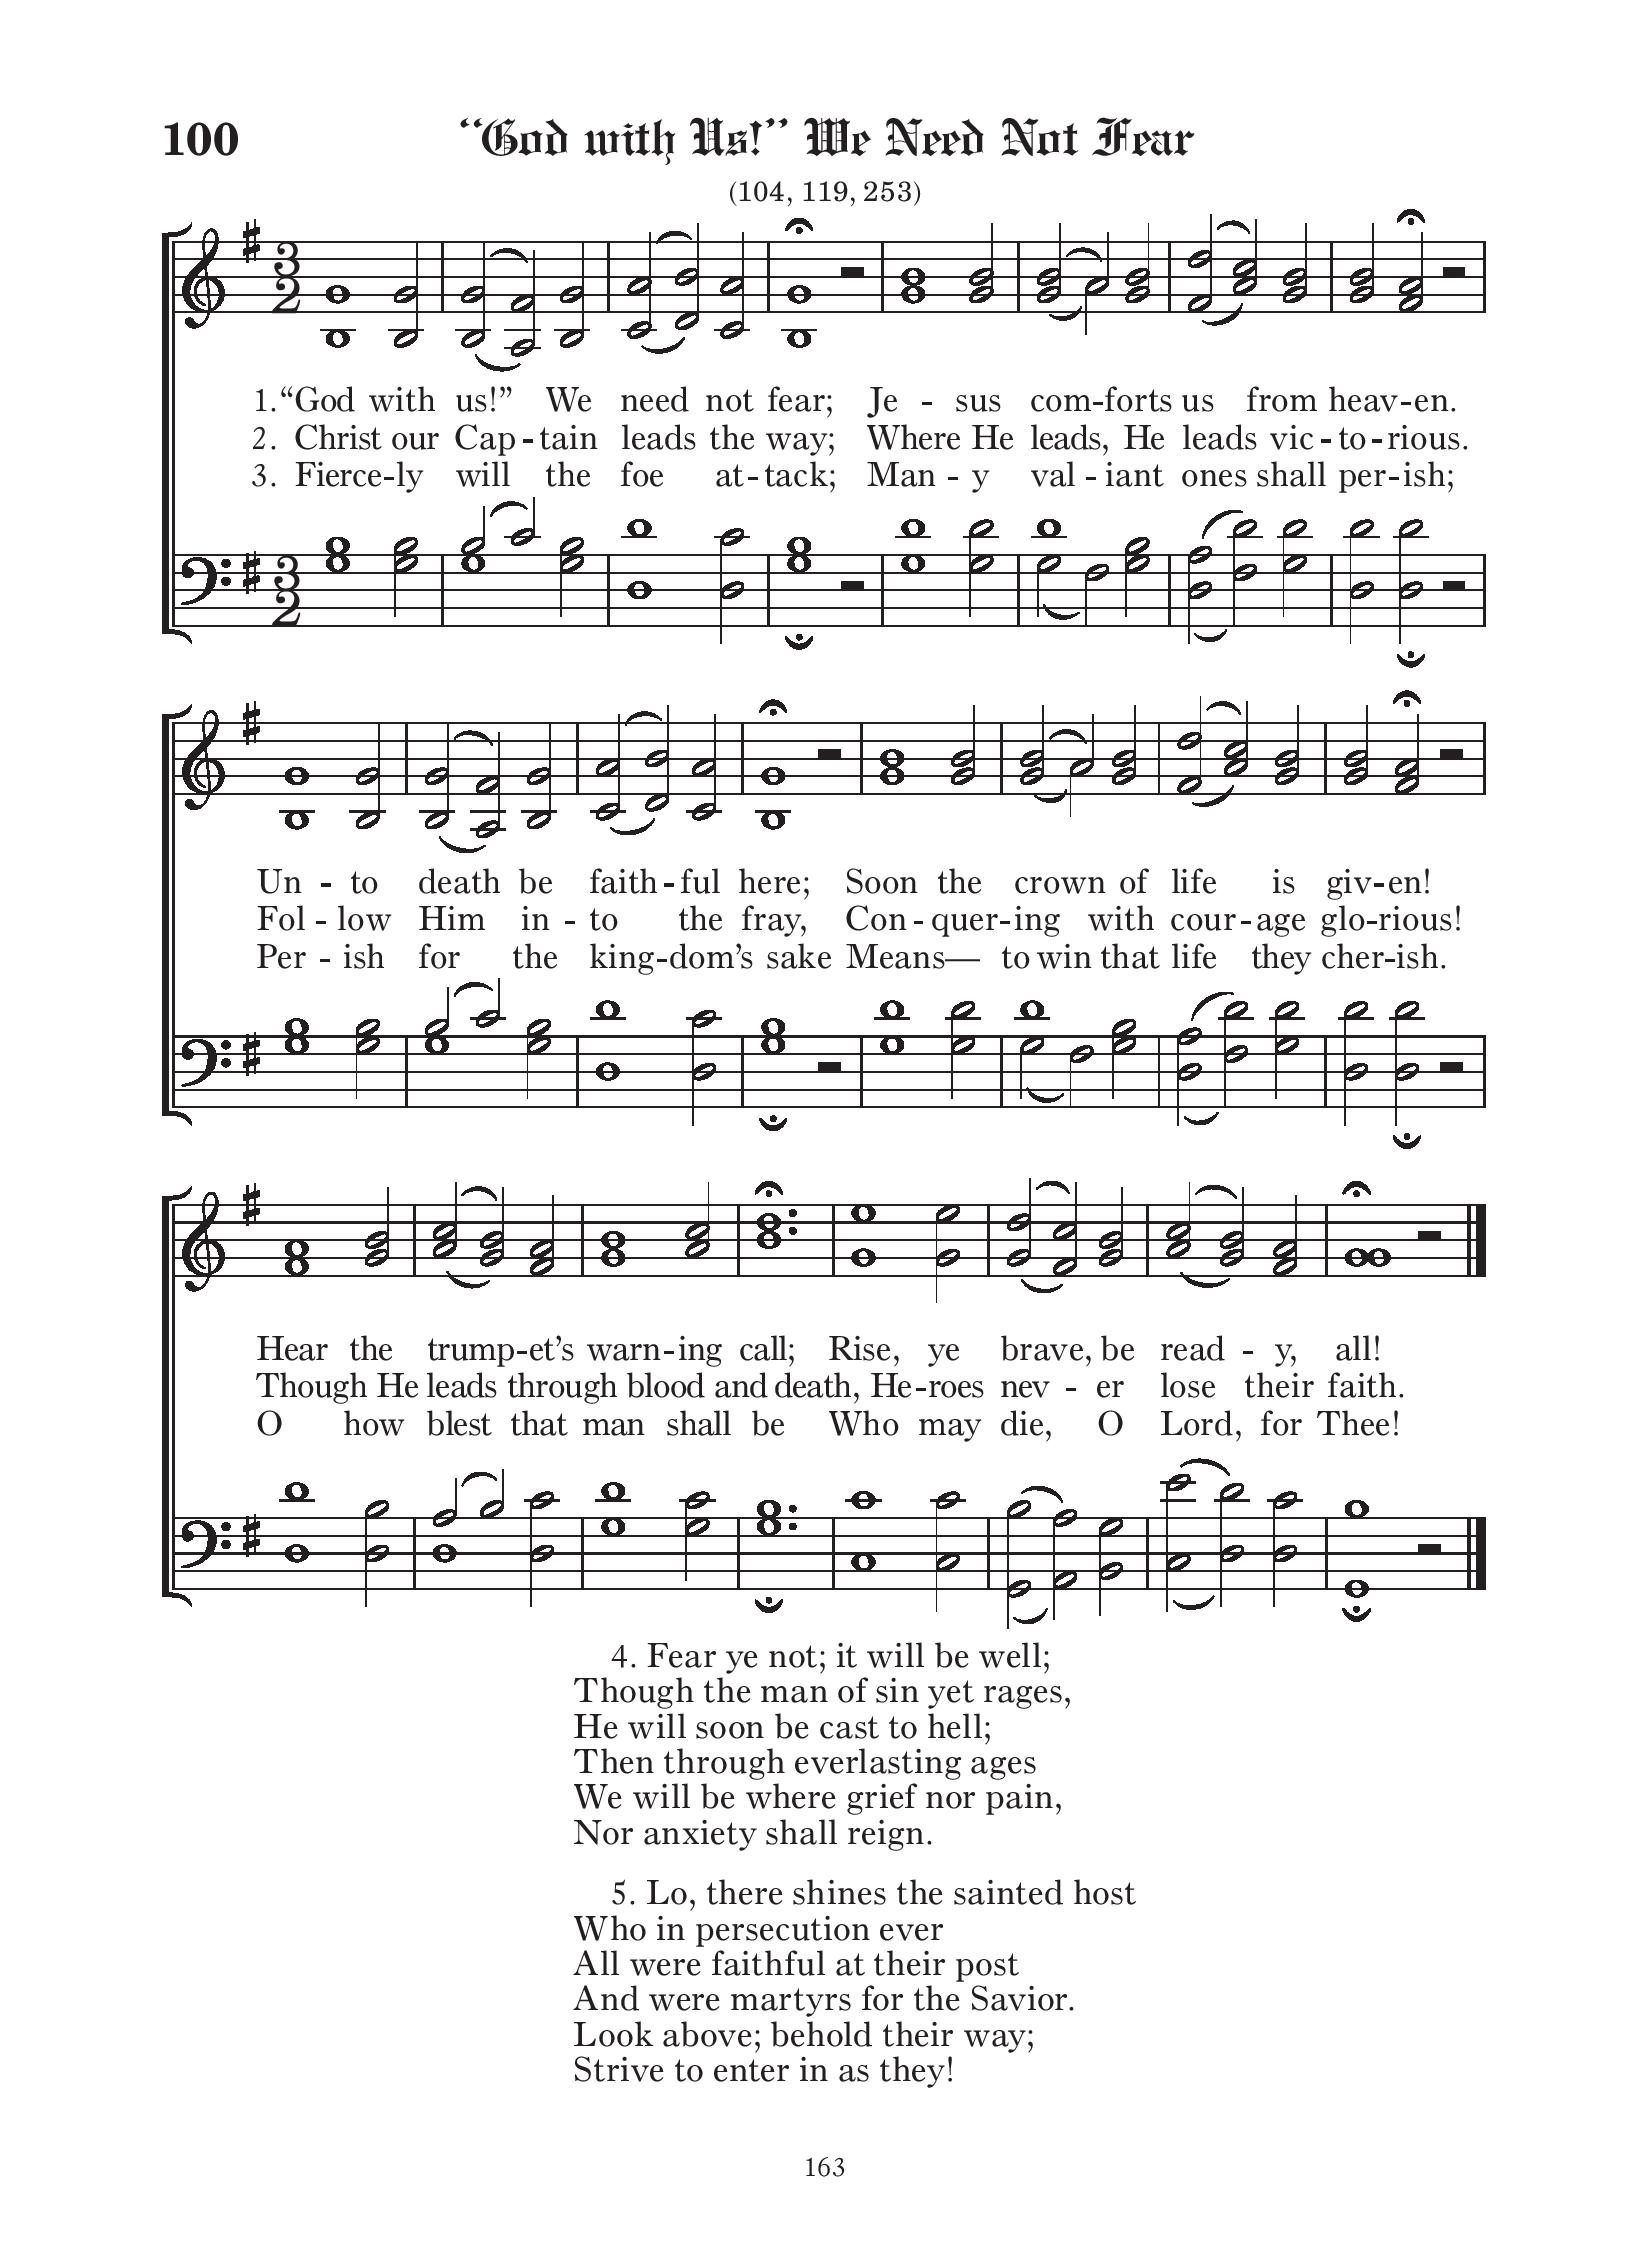 100 “God with Us!” We Need Not Fear
(104, 119, 253)
1. “God with us!” We need not fear; Je - sus com-forts us from heav-en.
2. Christ our Cap - tain leads the way; Where He leads, He leads vic - to - rious.
3. Fierce-ly will the foe at - tack; Man - y val - iant ones shall per-ish;
Un - to death be faith - ful here; Soon the crown of life is giv-en!
Fol - low Him in - to the fray, Con - quer - ing with cour - age glo-rious!
Per - ish for the king-dom’s sake Means— to win that life they cher-ish.
Hear the trump-et’s warn-ing call; Rise, ye brave, be read - y, all!
Though He leads through blood and death, He-roes nev - er lose their faith.
O how blest that man shall be Who may die, O Lord, for Thee!
4. Fear ye not; it will be well;
Though the man of sin yet rages,
He will soon be cast to hell;
Then through everlasting ages
We will be where grief nor pain,
Nor anxiety shall reign.
5. Lo, there shines the sainted host
Who in persecution ever
All were faithful at their post
And were martyrs for the Savior.
Look above; behold their way;
Strive to enter in as they!
163